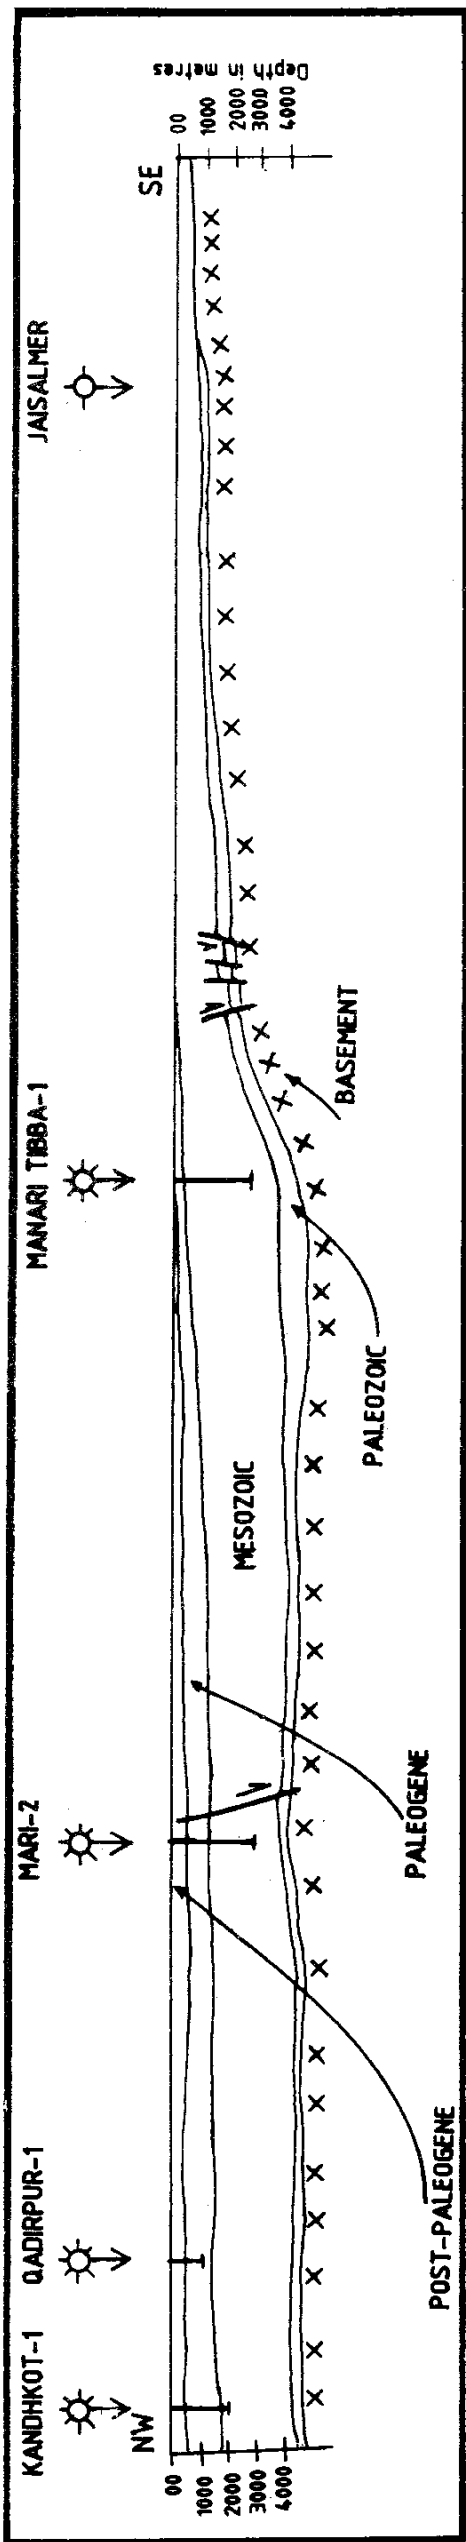 KANDHKOT-1
QADIRPUR-1
MARI-2
MANARI TIBBA-1
JAISALMER
NW
SE
00
1000
2000
3000
4000
00
1000
2000
3000
4000
Depth in metres
MESOZOIC
POST-PALEOGENE
PALEOGENE
PALEOZOIC
BASEMENT